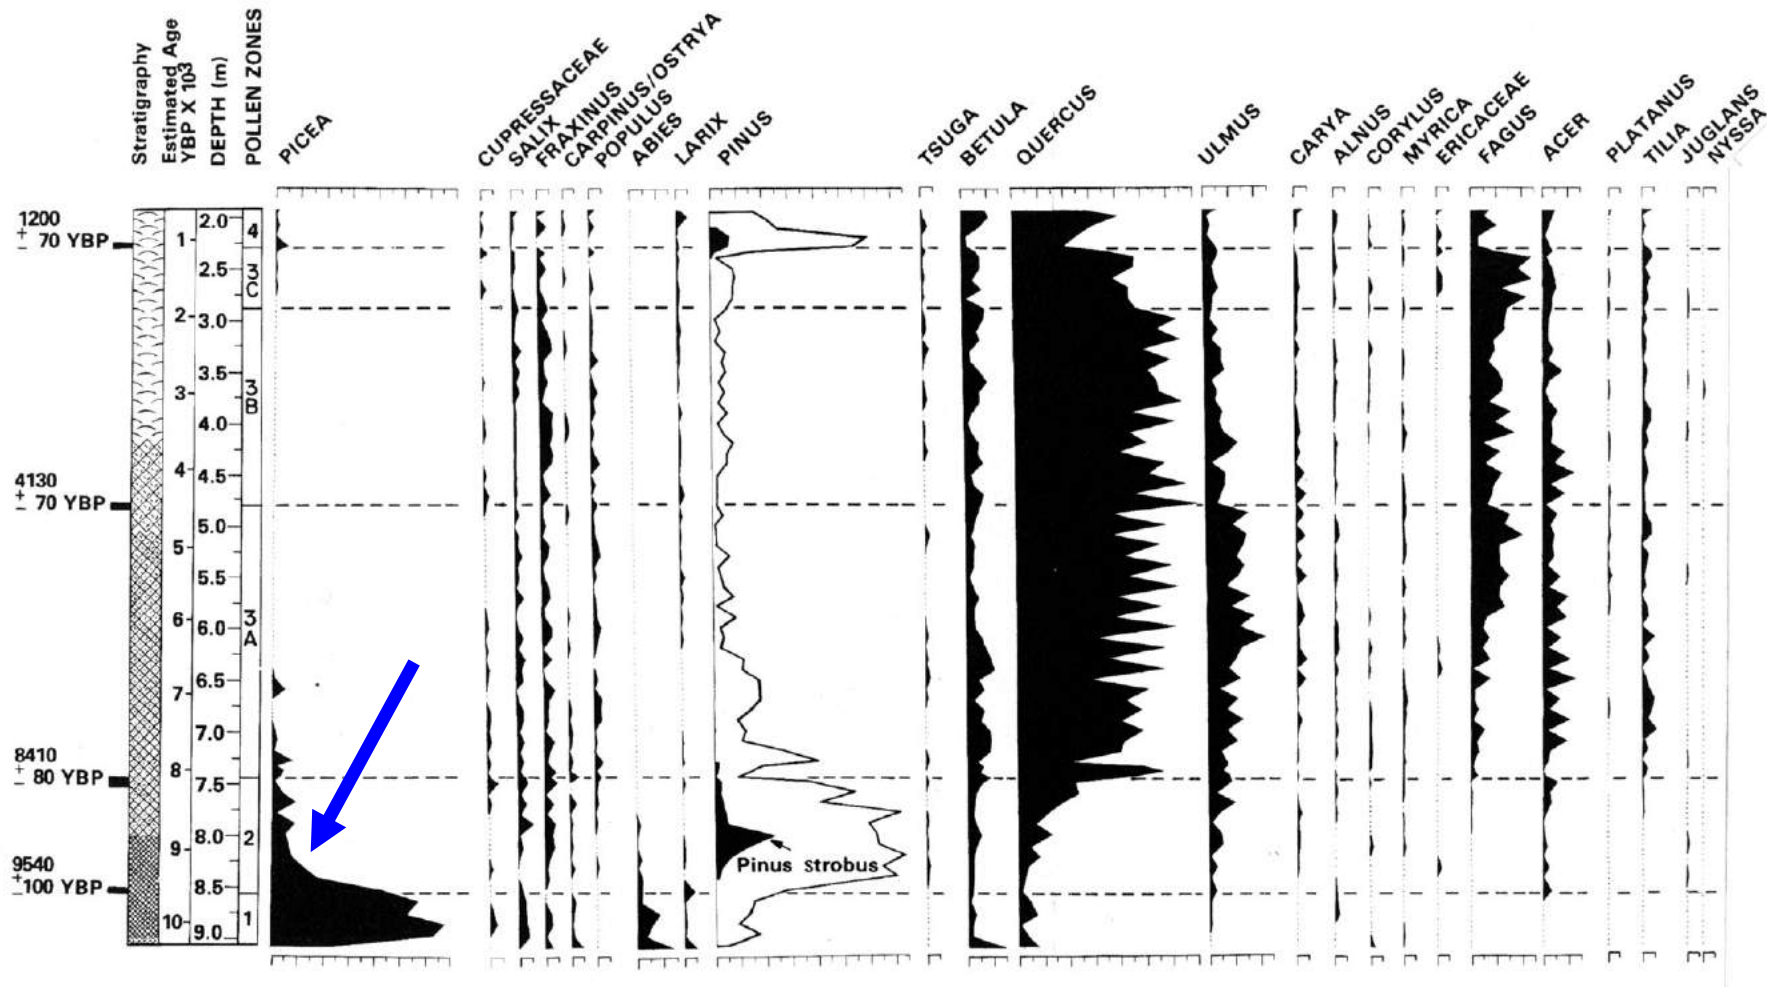 Stratigraphy
Estimated Age
YBP X 10³
DEPTH (m)
POLLEN ZONES
PICEA
CUPRESSACEAE
SALIX
FRAXINUS
CARPINUS/OSTRYA
POPULUS
ABIES
LARIX
PINUS
TSUGA
BETULA
QUERCUS
ULMUS
CARYA
ALNUS
CORYLUS
MYRICA
ERICACEAE
FAGUS
ACER
PLATANUS
TILIA
JUGLANS
NYSSA
1200
± 70 YBP
4130
± 70 YBP
8410
± 80 YBP
9540
±100 YBP
1
2
3
4
5
6
7
8
9
10
2.0
2.5
3.0
3.5
4.0
4.5
5.0
5.5
6.0
6.5
7.0
7.5
8.0
8.5
9.0
4
3
C
3
B
3
A
2
1
Pinus strobus